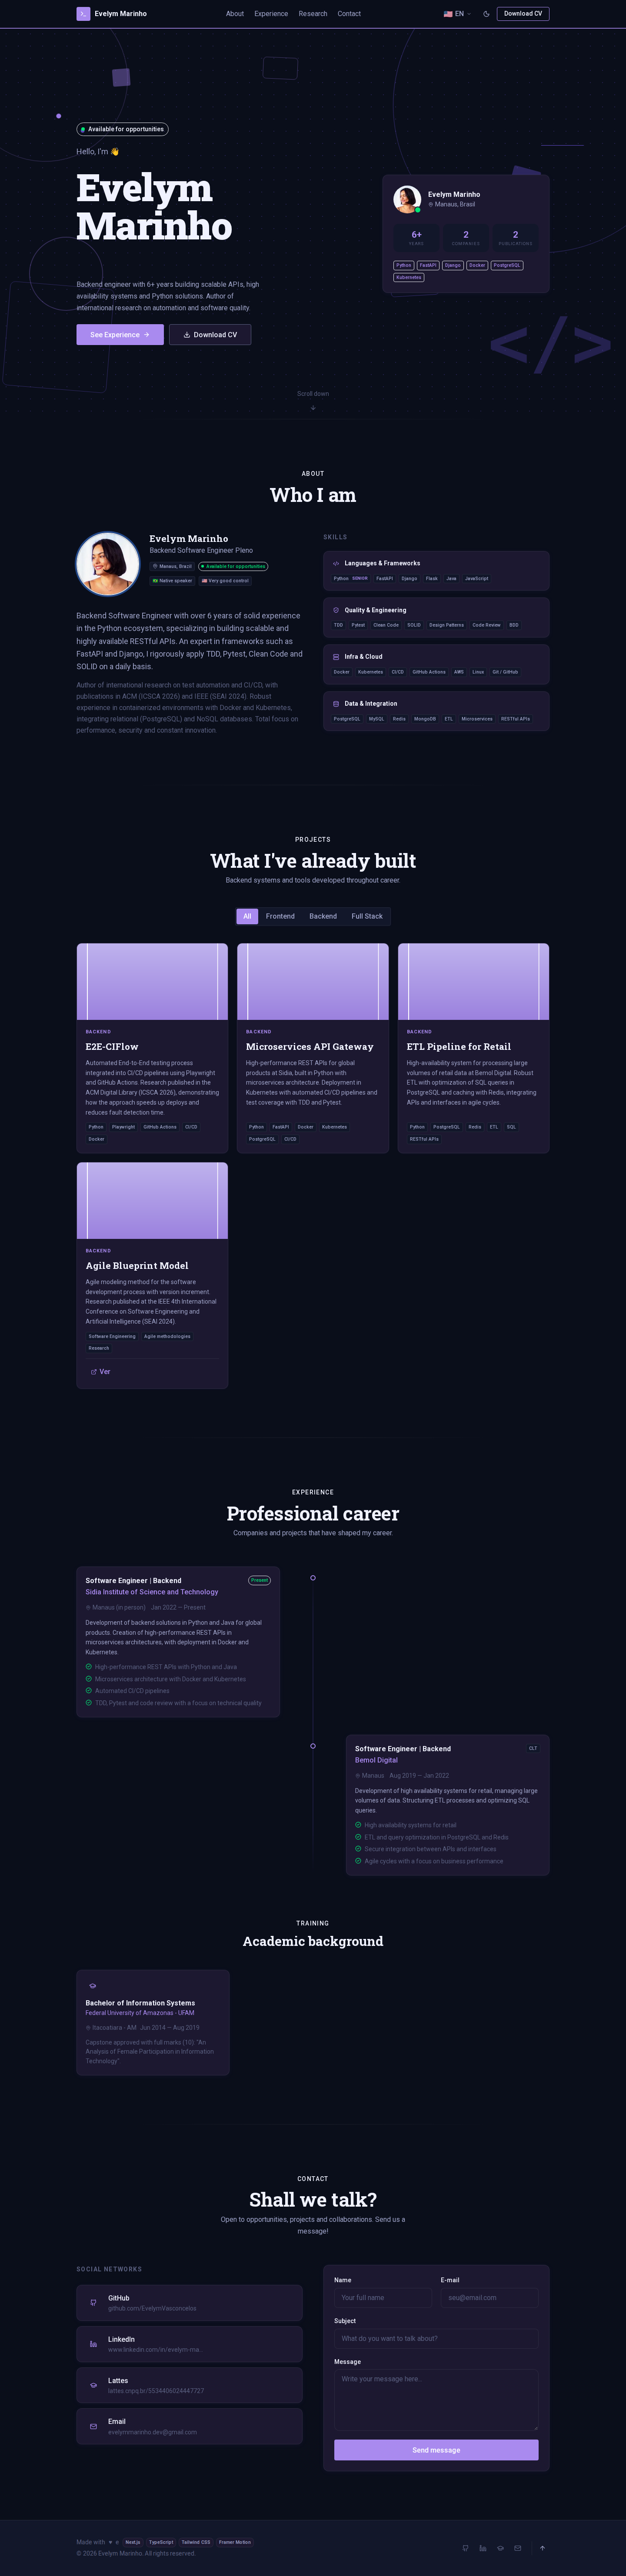 Evelym Marinho
About
Experience
Research
Contact
EN
Download CV
Available for opportunities
Hello, I'm 👋
Evelym
Marinho
Backend engineer with 6+ years building scalable APIs, high
availability systems and Python solutions. Author of
international research on automation and software quality.
See Experience →
Download CV
Evelym Marinho
Manaus, Brasil
6+
YEARS
2
COMPANIES
2
PUBLICATIONS
Python FastAPI Django Docker PostgreSQL
Kubernetes
</>
Scroll down
ABOUT
Who I am
Evelym Marinho
Backend Software Engineer Pleno
Manaus, Brazil
Available for opportunities
Native speaker
Very good control
Backend Software Engineer with over 6 years of experience
in the Python ecosystem, specializing in building scalable and
highly available RESTful APIs. An expert in frameworks such as
FastAPI and Django, I rigorously apply TDD, Pytest, Clean Code and
SOLID on a daily basis.
Author of international research on test automation and CI/CD, with
publications in ACM (ICSCA 2026) and IEEE (SEAI 2024). Robust
experience in containerized environments with Docker and Kubernetes,
integrating relational (PostgreSQL) and NoSQL databases. Total focus on
performance, security and constant innovation.
SKILLS
Languages & Frameworks
Python SENIOR FastAPI Django Flask Java JavaScript
Quality & Engineering
TDD Pytest Clean Code SOLID Design Patterns Code Review BDD
Infra & Cloud
Docker Kubernetes CI/CD GitHub Actions AWS Linux Git / GitHub
Data & Integration
PostgreSQL MySQL Redis MongoDB ETL Microservices RESTful APIs
PROJECTS
What I've already built
Backend systems and tools developed throughout career.
All
Frontend
Backend
Full Stack
BACKEND
E2E-CIFlow
Automated End-to-End testing process
integrated into CI/CD pipelines using Playwright
and GitHub Actions. Research published in the
ACM Digital Library (ICSCA 2026), demonstrating
how the approach speeds up deploys and
reduces fault detection time.
Python Playwright GitHub Actions CI/CD
Docker
BACKEND
Microservices API Gateway
High-performance REST APIs for global
products at Sidia, built in Python with
microservices architecture. Deployment in
Kubernetes with automated CI/CD pipelines and
test coverage with TDD and Pytest.
Python FastAPI Docker Kubernetes
PostgreSQL CI/CD
BACKEND
ETL Pipeline for Retail
High-availability system for processing large
volumes of retail data at Bemol Digital. Robust
ETL with optimization of SQL queries in
PostgreSQL and caching with Redis, integrating
APIs and interfaces in agile cycles.
Python PostgreSQL Redis ETL SQL
RESTful APIs
BACKEND
Agile Blueprint Model
Agile modeling method for the software
development process with version increment.
Research published at the IEEE 4th International
Conference on Software Engineering and
Artificial Intelligence (SEAI 2024).
Software Engineering Agile methodologies
Research
Ver
EXPERIENCE
Professional career
Companies and projects that have shaped my career.
Software Engineer | Backend
Present
Sidia Institute of Science and Technology
Manaus (in person) Jan 2022 — Present
Development of backend solutions in Python and Java for global
products. Creation of high-performance REST APIs in
microservices architectures, with deployment in Docker and
Kubernetes.
High-performance REST APIs with Python and Java
Microservices architecture with Docker and Kubernetes
Automated CI/CD pipelines
TDD, Pytest and code review with a focus on technical quality
Software Engineer | Backend
CLT
Bemol Digital
Manaus Aug 2019 — Jan 2022
Development of high availability systems for retail, managing large
volumes of data. Structuring ETL processes and optimizing SQL
queries.
High availability systems for retail
ETL and query optimization in PostgreSQL and Redis
Secure integration between APIs and interfaces
Agile cycles with a focus on business performance
TRAINING
Academic background
Bachelor of Information Systems
Federal University of Amazonas - UFAM
Itacoatiara - AM Jun 2014 — Aug 2019
Capstone approved with full marks (10): "An
Analysis of Female Participation in Information
Technology"
CONTACT
Shall we talk?
Open to opportunities, projects and collaborations. Send us a
message!
SOCIAL NETWORKS
GitHub
github.com/EvelymVasconcelos
LinkedIn
www.linkedin.com/in/evelym-ma...
Lattes
lattes.cnpq.br/5534406024447727
Email
evelymmarinho.dev@gmail.com
Name
Your full name
E-mail
seu@email.com
Subject
What do you want to talk about?
Message
Write your message here...
Send message
Made with ♥ e Next.js TypeScript Tailwind CSS Framer Motion
© 2026 Evelym Marinho. All rights reserved.